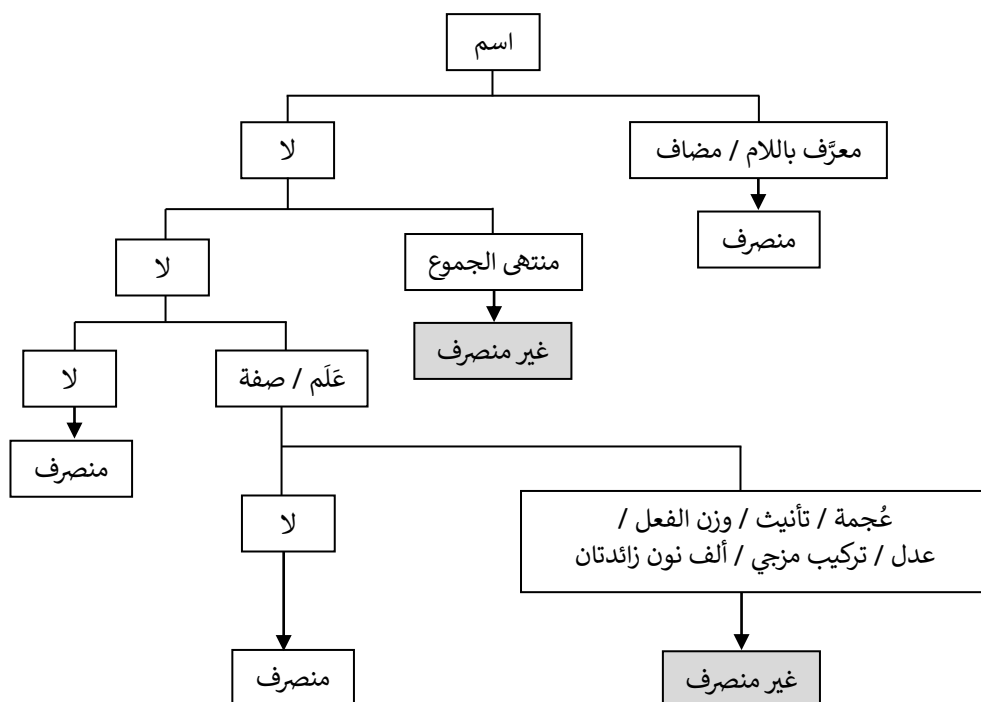 اسم
معرَّف باللام / مضاف
لا
منصرف
منتهى الجموع
لا
غير منصرف
عَلَم / صفة
لا
منصرف
عُجمة / تأنيث / وزن الفعل /
عدل / تركيب مزجي / ألف نون زائدتان
لا
غير منصرف
منصرف